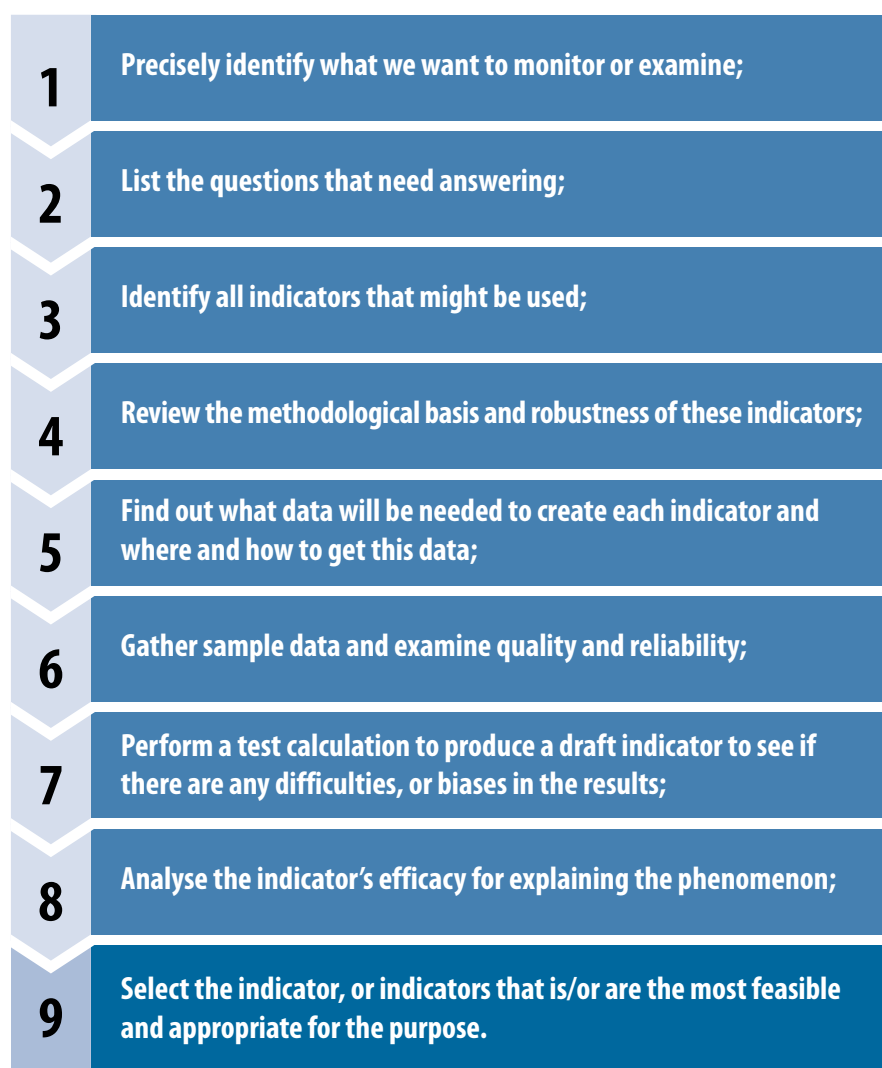 1
Precisely identify what we want to monitor or examine;
2
List the questions that need answering;
3
Identify all indicators that might be used;
4
Review the methodological basis and robustness of these indicators;
5
Find out what data will be needed to create each indicator and
where and how to get this data;
6
Gather sample data and examine quality and reliability;
7
Perform a test calculation to produce a draft indicator to see if
there are any difficulties, or biases in the results;
8
Analyse the indicator’s efficacy for explaining the phenomenon;
9
Select the indicator, or indicators that is/or are the most feasible
and appropriate for the purpose.